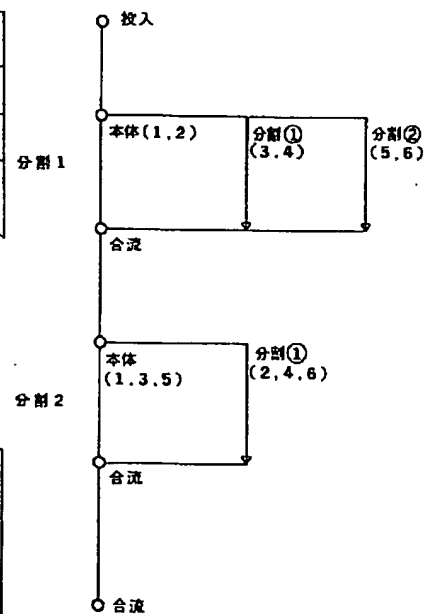 投入
本体(1,2)
分割①
(3,4)
分割②
(5,6)
分割1
合流
本体
(1.3,5)
分割①
(2,4,6)
分割2
合流
合流